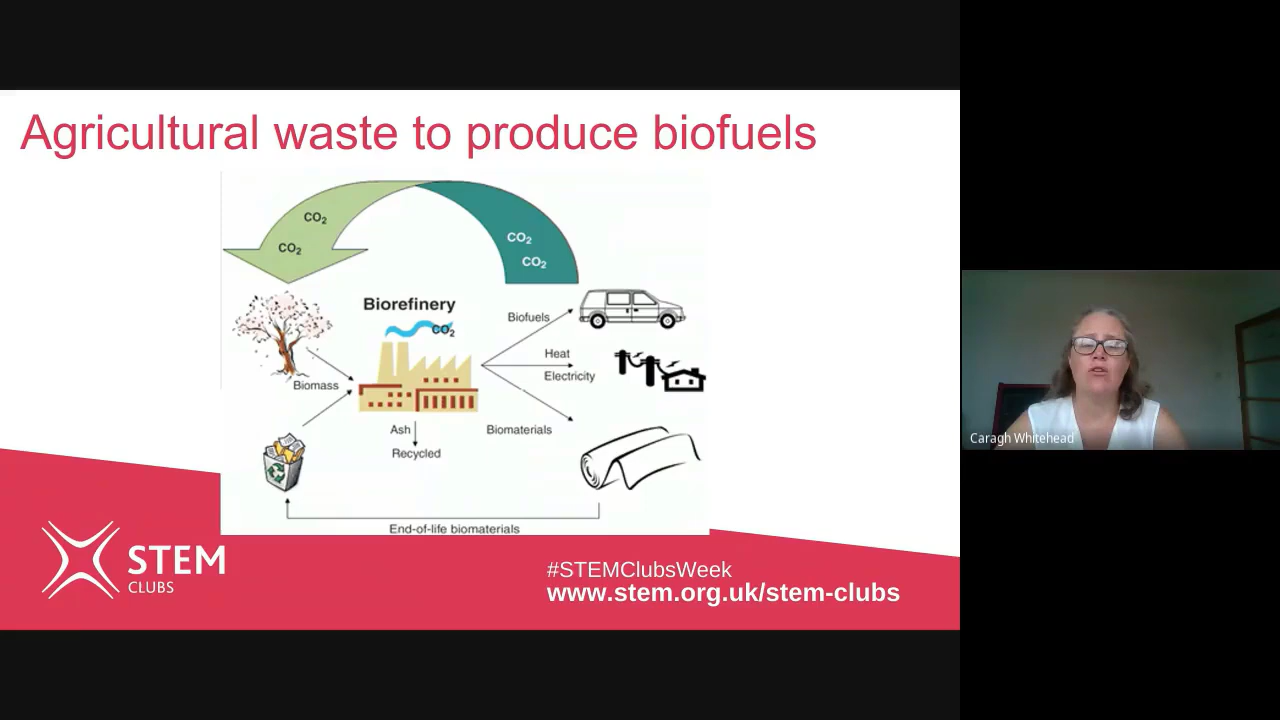 Agricultural waste to produce biofuels
CO₂
CO₂
CO₂
CO₂
Biorefinery
CO₂
Biofuels
Heat
Electricity
Biomass
Ash
Recycled
Biomaterials
End-of-life biomaterials
STEM
CLUBS
#STEMClubsWeek
www.stem.org.uk/stem-clubs
Caragh Whitehead